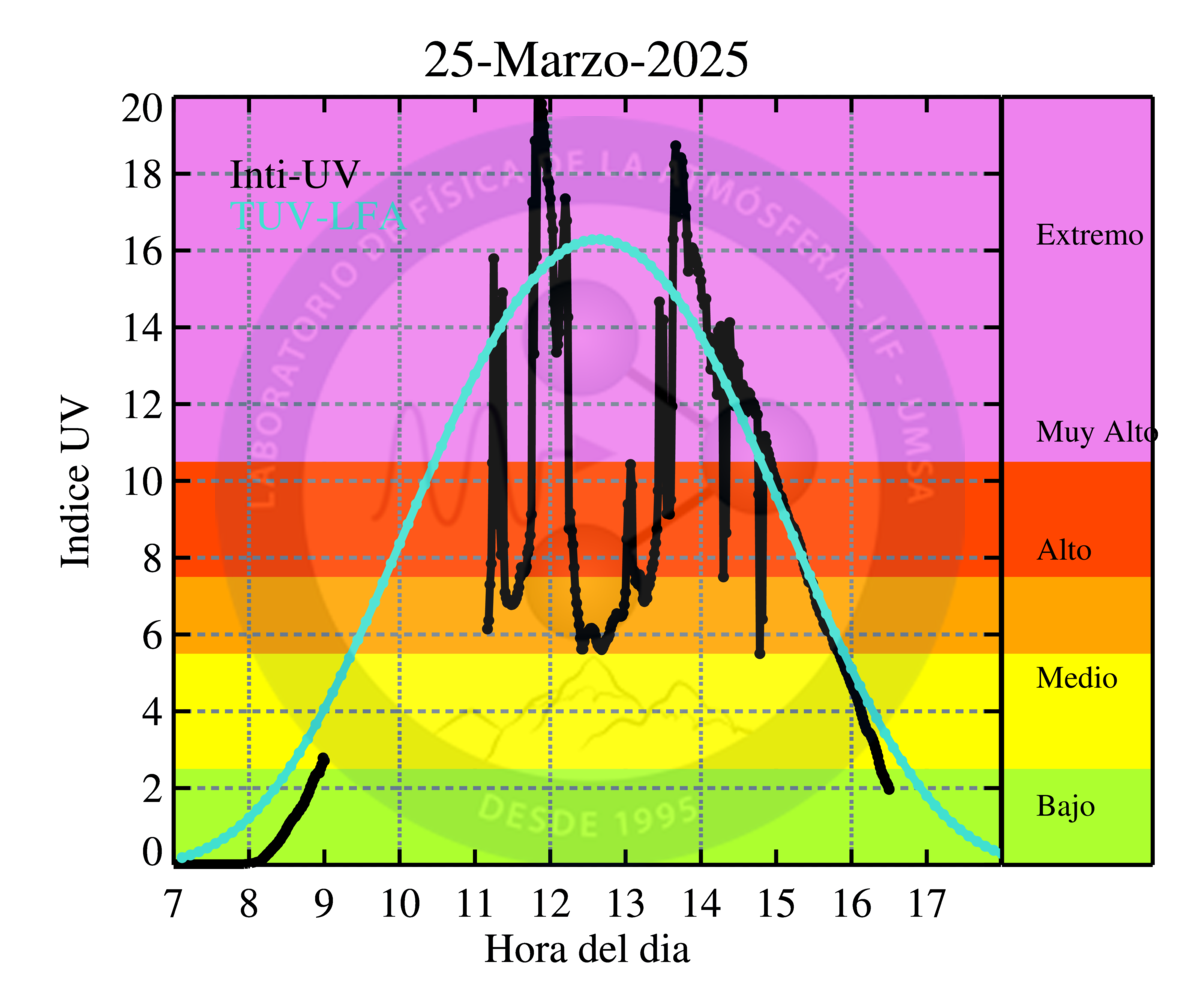 25-Marzo-2025
Inti-UV
TUV-LFA
LABORATORIO DE FÍSICA DE LA ATMÓSFERA - IIF - UMSA
DESDE 1995
Indice UV
20
18
16
14
12
10
8
6
4
2
0
Extremo
Muy Alto
Alto
Medio
Bajo
7 8 9 10 11 12 13 14 15 16 17
Hora del dia